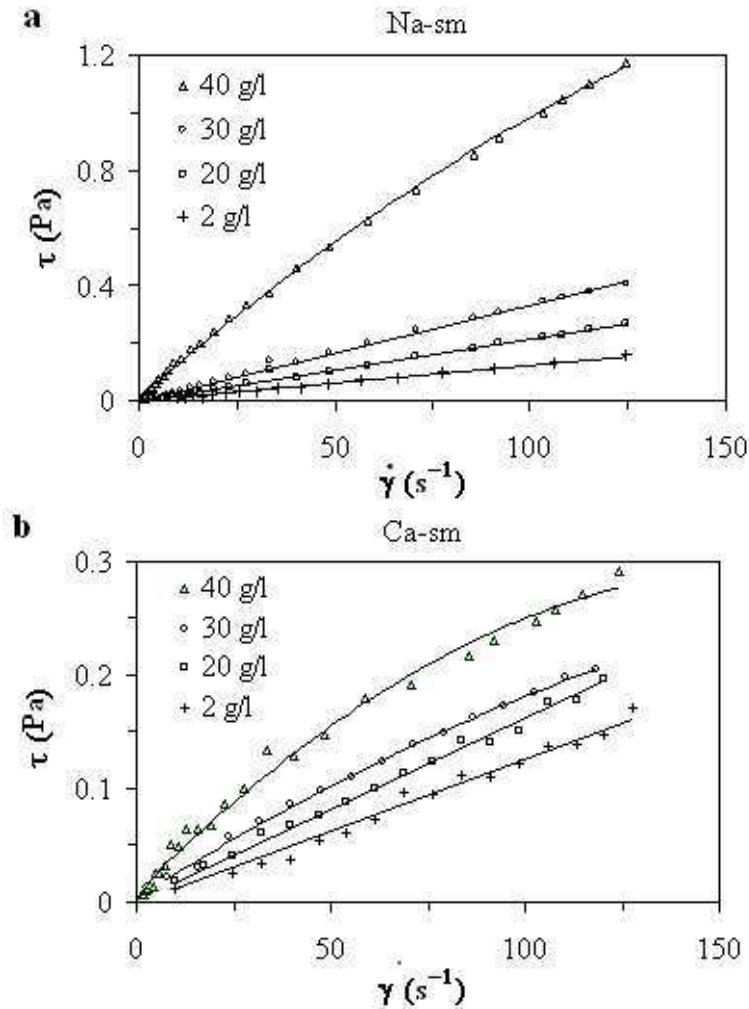 a
Na-sm
1.2
0.8
0.4
0
τ (Pa)
△ 40 g/l
○ 30 g/l
□ 20 g/l
+ 2 g/l
0 50 100 150
γ̇ (s⁻¹)
b
Ca-sm
0.3
0.2
0.1
0
τ (Pa)
△ 40 g/l
○ 30 g/l
□ 20 g/l
+ 2 g/l
0 50 100 150
γ̇ (s⁻¹)